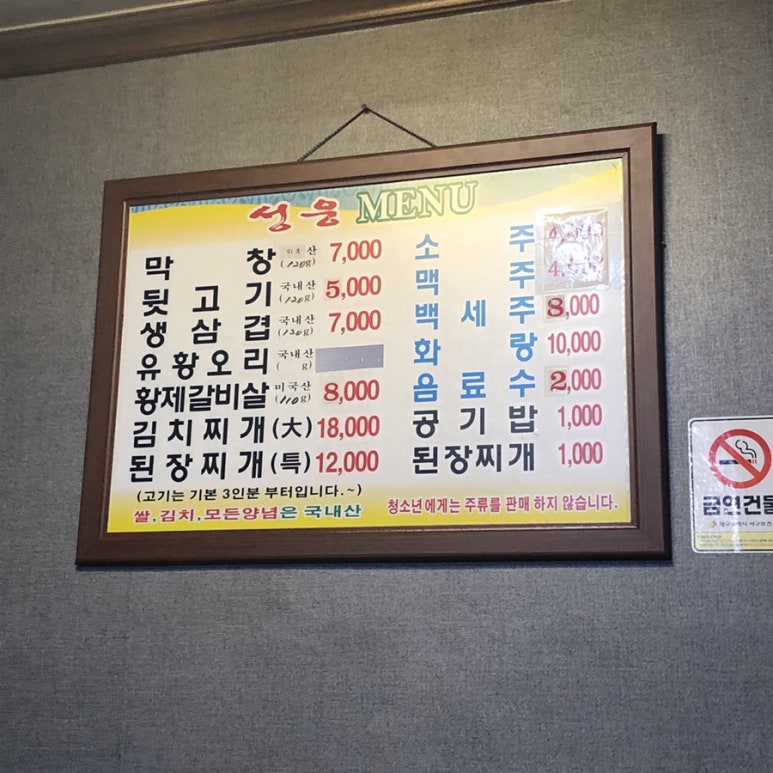 성웅 MENU
막창 산 (120g) 7,000
뒷고기 국내산 (120g) 5,000
생삼겹 국내산 (120g) 7,000
유황오리 국내산 ( g)
황제갈비살 미국산 (110g) 8,000
김치찌개(大) 18,000
된장찌개(特) 12,000
(고기는 기본 3인분 부터입니다.~)
쌀.김치.모든양념은 국내산
소주
맥주
백세주 8,000
화랑 10,000
음료수 2,000
공기밥 1,000
된장찌개 1,000
청소년에게는 주류를 판매 하지 않습니다.
금연건물